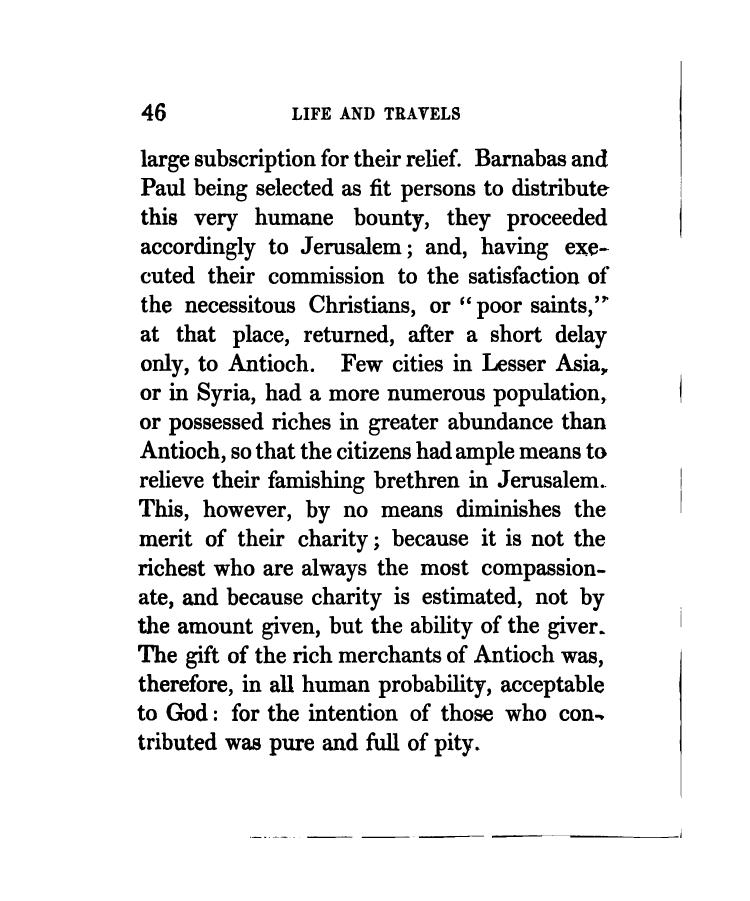 46 LIFE AND TRAVELS
large subscription for their relief. Barnabas and
Paul being selected as fit persons to distribute
this very humane bounty, they proceeded
accordingly to Jerusalem; and, having exe-
cuted their commission to the satisfaction of
the necessitous Christians, or “poor saints,”
at that place, returned, after a short delay
only, to Antioch. Few cities in Lesser Asia,
or in Syria, had a more numerous population,
or possessed riches in greater abundance than
Antioch, so that the citizens had ample means to
relieve their famishing brethren in Jerusalem.
This, however, by no means diminishes the
merit of their charity; because it is not the
richest who are always the most compassion-
ate, and because charity is estimated, not by
the amount given, but the ability of the giver.
The gift of the rich merchants of Antioch was,
therefore, in all human probability, acceptable
to God: for the intention of those who con-
tributed was pure and full of pity.